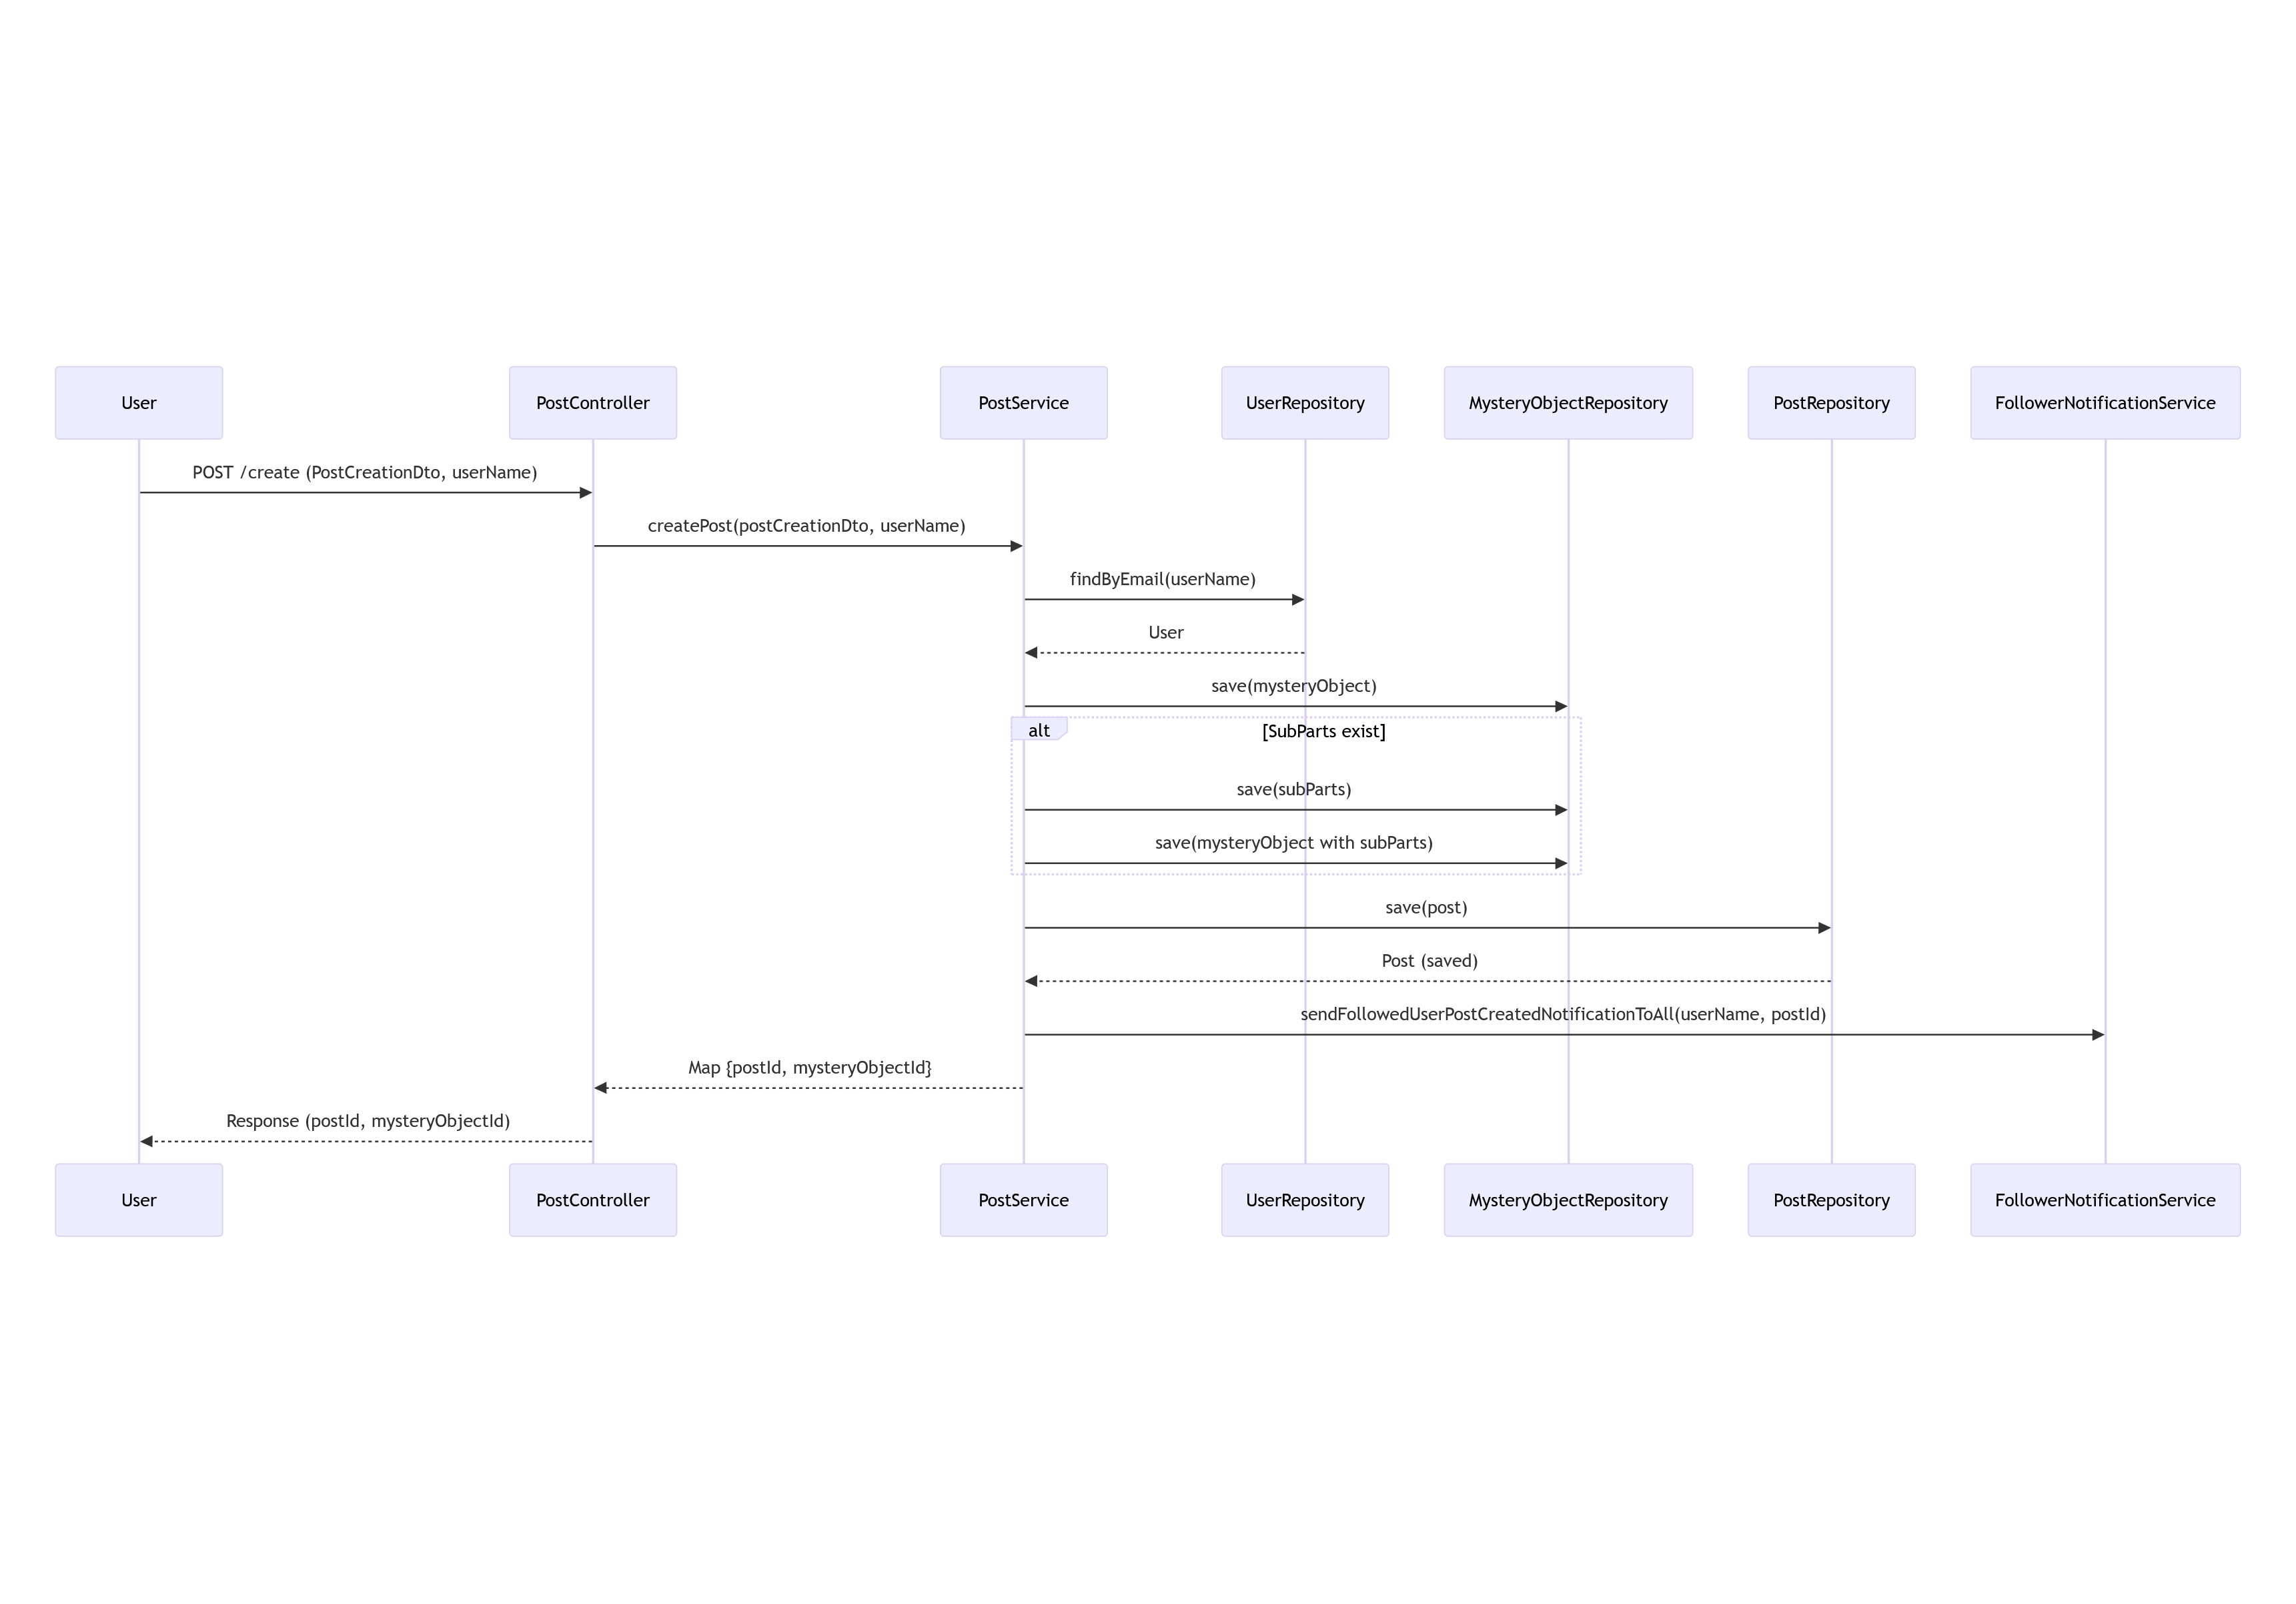 User
PostController
PostService
UserRepository
MysteryObjectRepository
PostRepository
FollowerNotificationService
POST /create (PostCreationDto, userName)
createPost(postCreationDto, userName)
findByEmail(userName)
User
save(mysteryObject)
alt
[SubParts exist]
save(subParts)
save(mysteryObject with subParts)
save(post)
Post (saved)
sendFollowedUserPostCreatedNotificationToAll(userName, postId)
Map {postId, mysteryObjectId}
Response (postId, mysteryObjectId)
User
PostController
PostService
UserRepository
MysteryObjectRepository
PostRepository
FollowerNotificationService